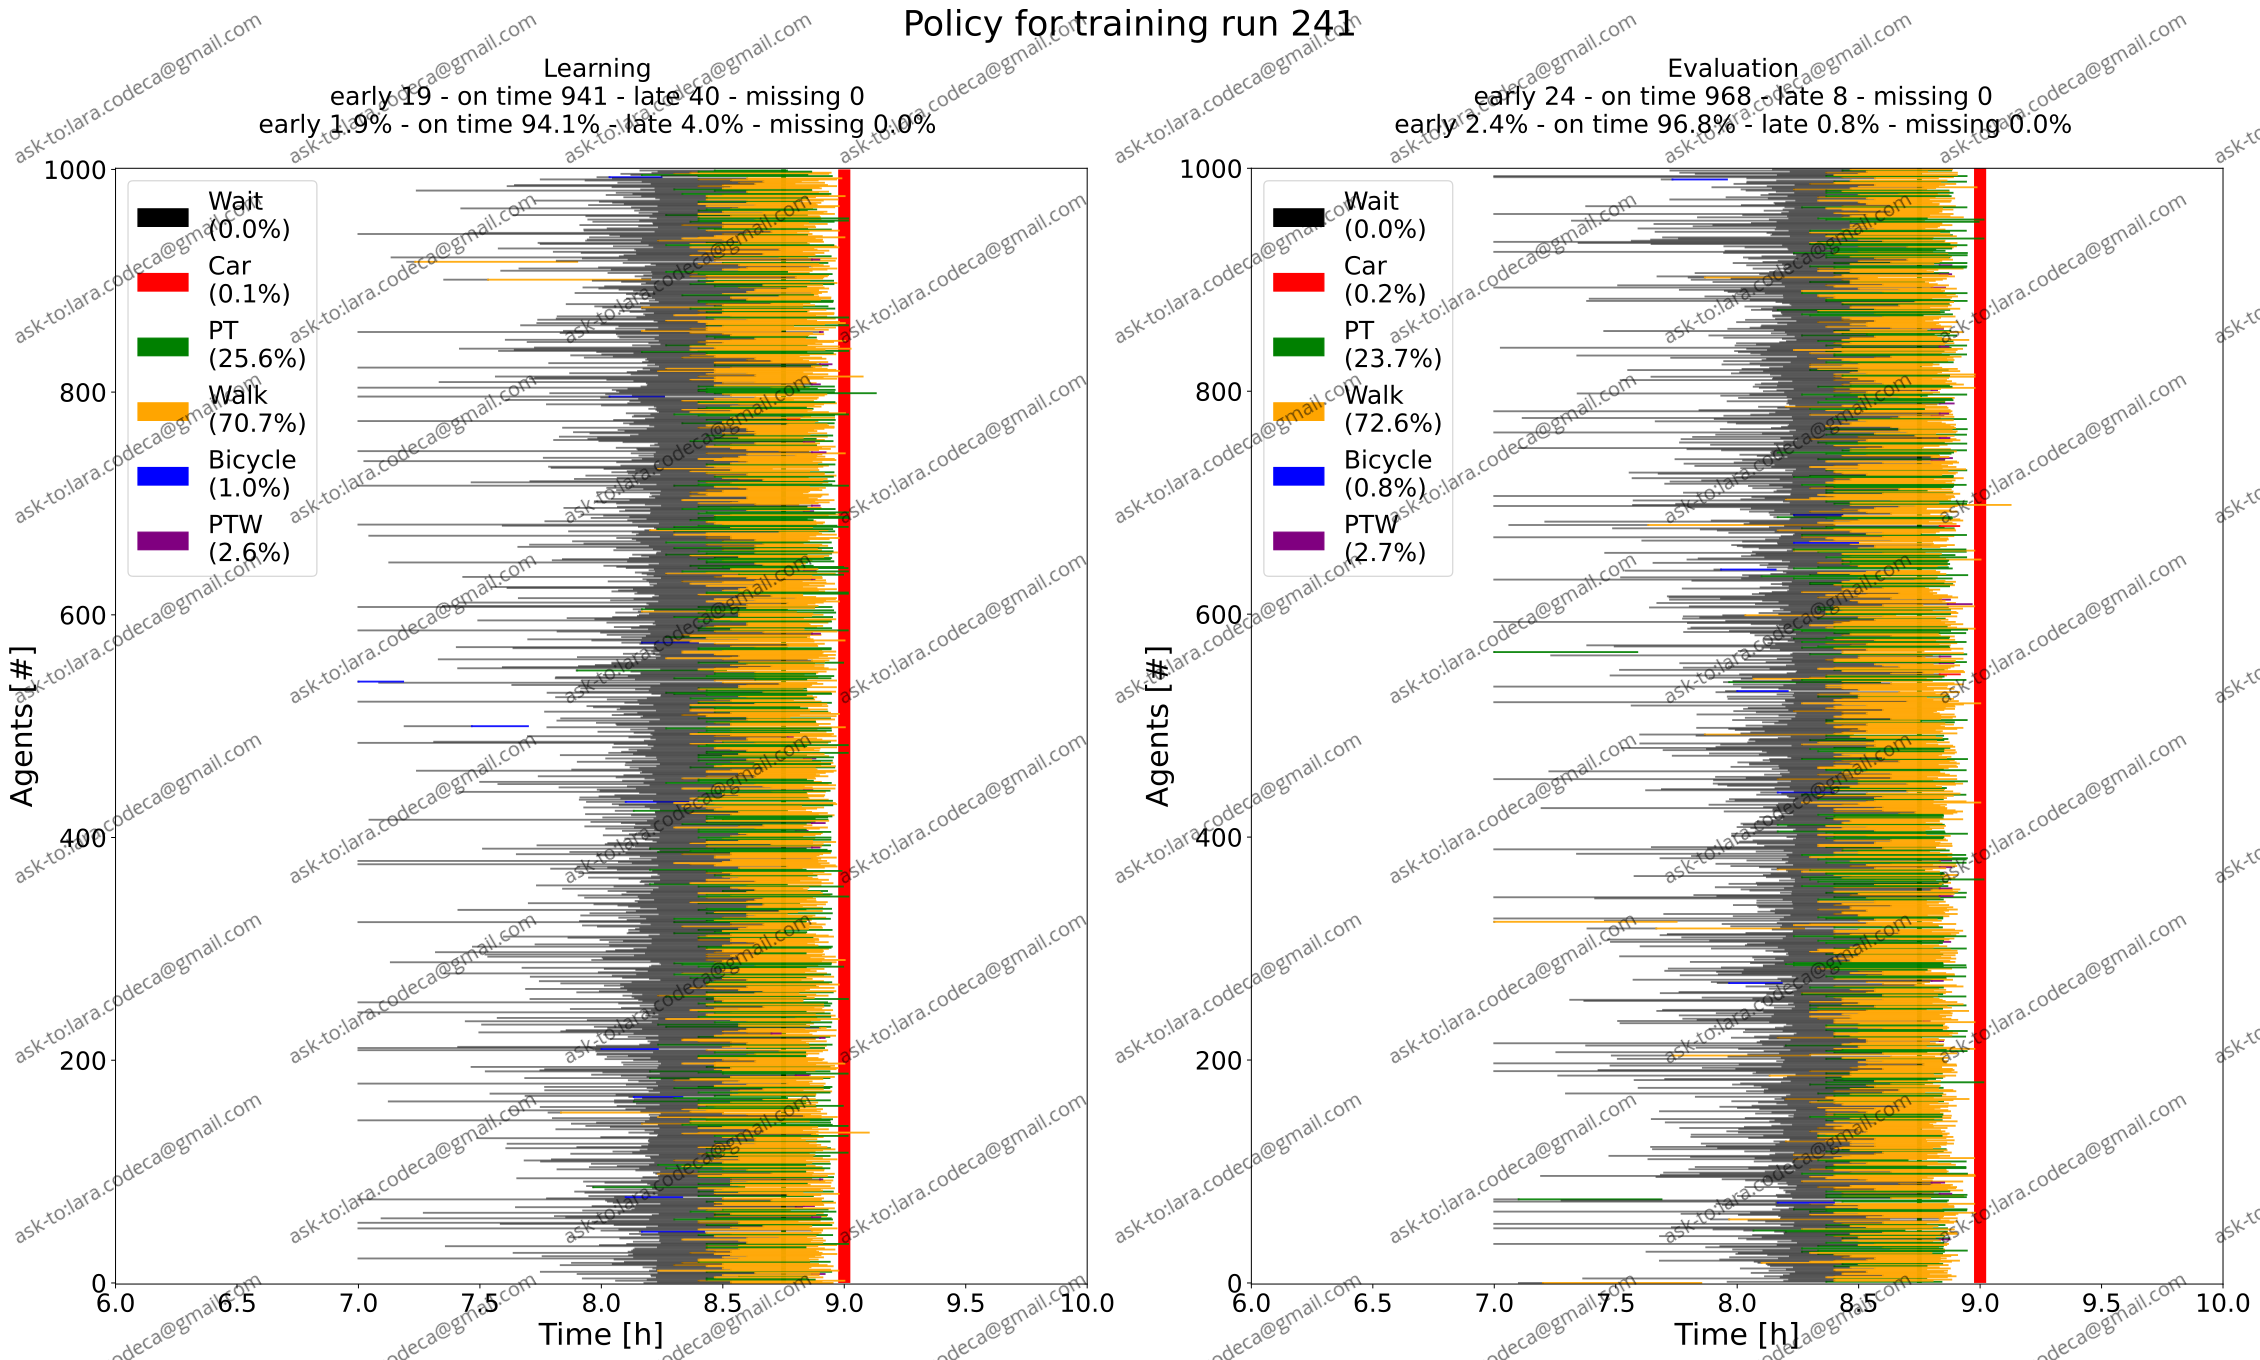 Policy for training run 241
Learning
early 19 - on time 941 - late 40 - missing 0
early 1.9% - on time 94.1% - late 4.0% - missing 0.0%
1000
800
600
400
200
0
Agents [#]
Wait
(0.0%)
Car
(0.1%)
PT
(25.6%)
Walk
(70.7%)
Bicycle
(1.0%)
PTW
(2.6%)
6.0 6.5 7.0 7.5 8.0 8.5 9.0 9.5 10.0
Time [h]
Evaluation
early 24 - on time 968 - late 8 - missing 0
early 2.4% - on time 96.8% - late 0.8% - missing 0.0%
1000
800
600
400
200
0
Agents [#]
Wait
(0.0%)
Car
(0.2%)
PT
(23.7%)
Walk
(72.6%)
Bicycle
(0.8%)
PTW
(2.7%)
6.0 6.5 7.0 7.5 8.0 8.5 9.0 9.5 10.0
Time [h]
ask-to:lara.codeca@gmail.com